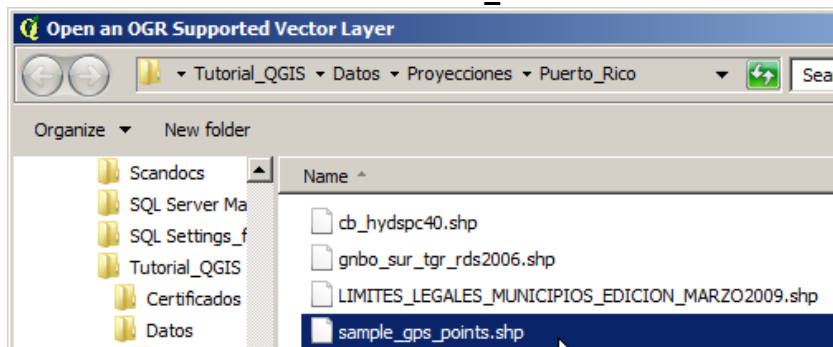 Open an OGR Supported Vector Layer
Tutorial_QGIS Datos Proyecciones Puerto_Rico Sea
Organize New folder
Scandocs
SQL Server Ma
SQL Settings_f
Tutorial_QGIS
Certificados
Datos
Name
cb_hydspc40.shp
gnbo_sur_tgr_rds2006.shp
LIMITES_LEGALES_MUNICIPIOS_EDICION_MARZO2009.shp
sample_gps_points.shp